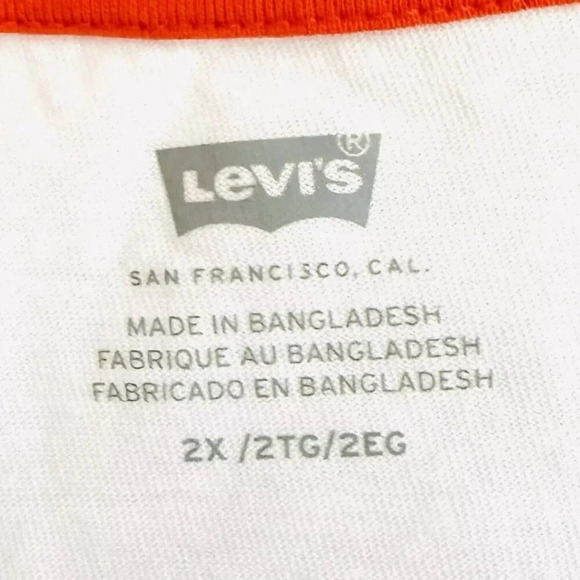 Levi's®
SAN FRANCISCO, CAL.
MADE IN BANGLADESH
FABRIQUE AU BANGLADESH
FABRICADO EN BANGLADESH
2X /2TG/2EG